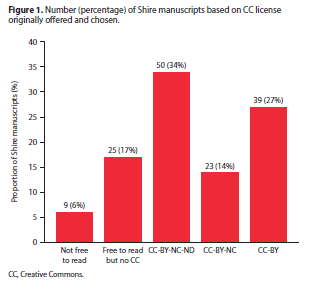 Figure 1. Number (percentage) of Shire manuscripts based on CC license
originally offered and chosen.
Proportion of Shire manuscripts (%)
40
35
30
25
20
15
10
5
0
9 (6%)
25 (17%)
50 (34%)
23 (14%)
39 (27%)
Not free
to read
Free to read
but no CC
CC-BY-NC-ND
CC-BY-NC
CC-BY
CC, Creative Commons.